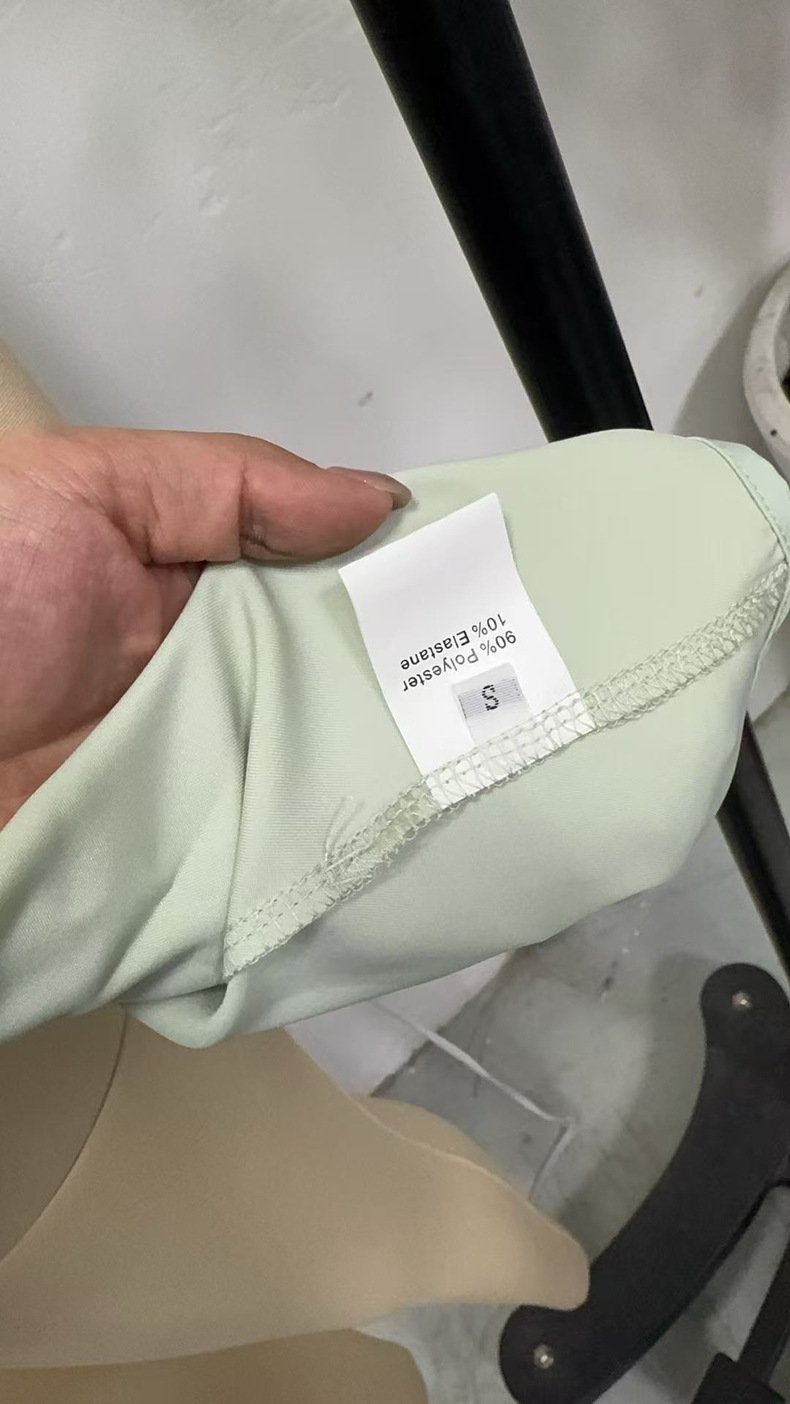 S
90% Polyester
10% Elastane